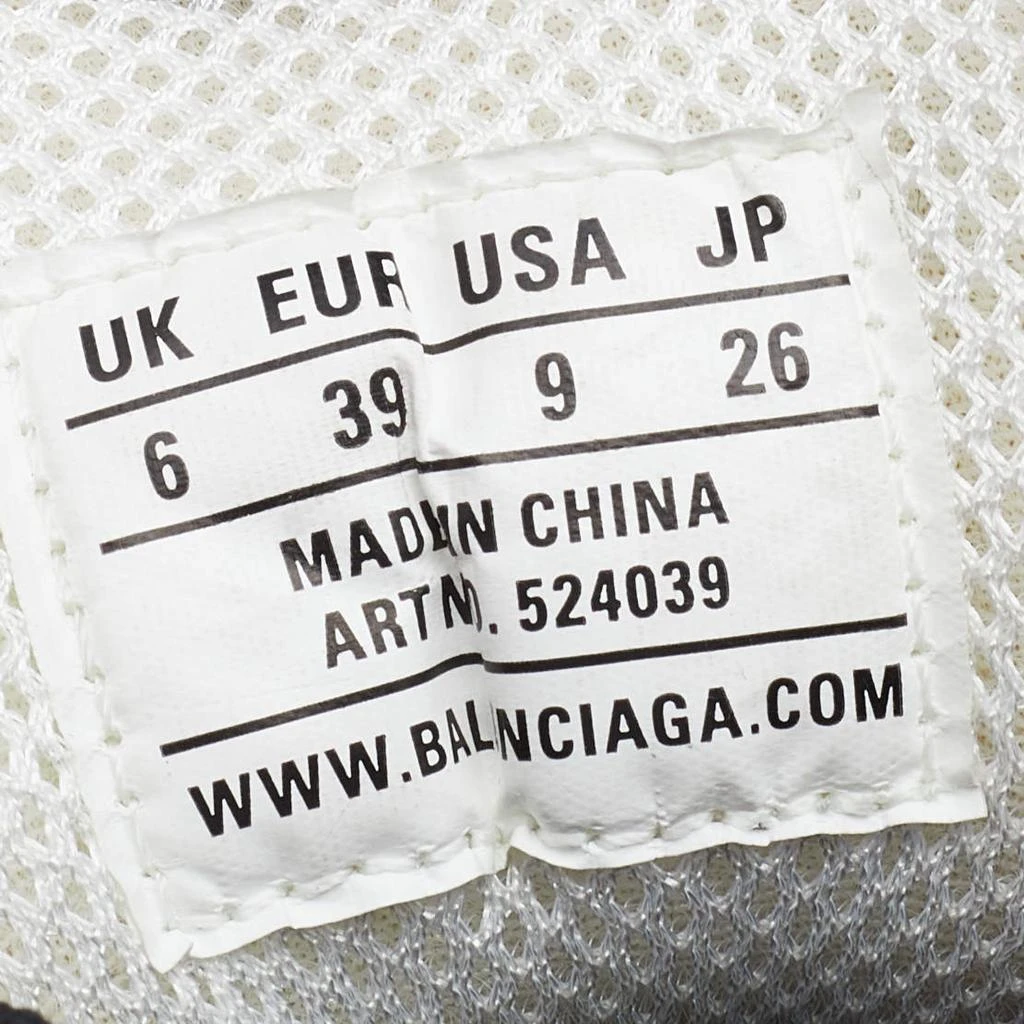 UK EUR USA JP
6 39 9 26
MADE IN CHINA
ART NO. 524039
WWW.BALENCIAGA.COM